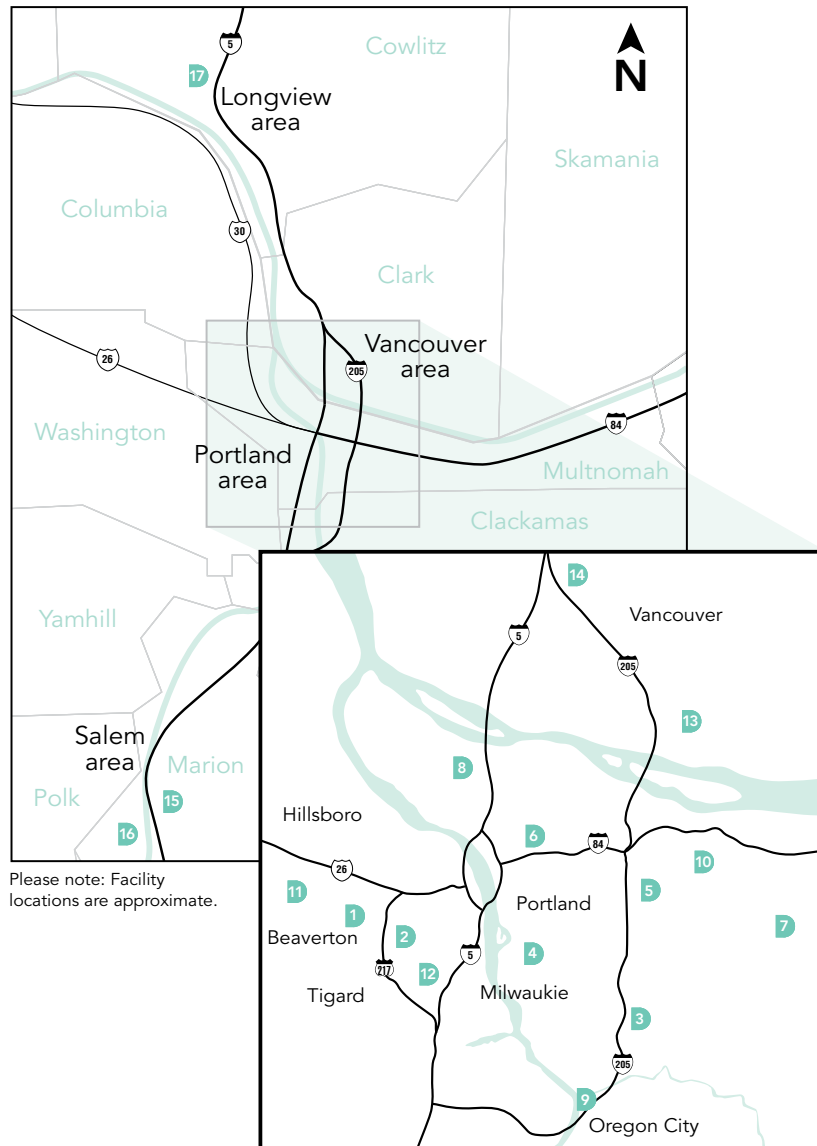 5
Cowlitz
N
17
Longview
area
Skamania
Columbia
30
Clark
26
Vancouver
area
205
84
Washington
Portland
area
Multnomah
Clackamas
Yamhill
Salem
area
Marion
15
Polk
16
Please note: Facility
locations are approximate.
14
Vancouver
5
205
13
8
Hillsboro
6
84
10
26
11
5
1
Portland
Beaverton
2
7
4
5
217
12
Tigard
Milwaukie
3
205
9
Oregon City